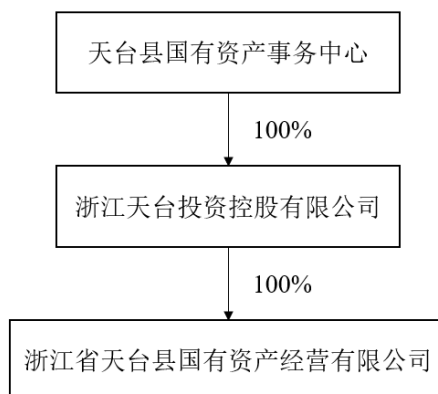 天台县国有资产事务中心
100%
浙江天台投资控股有限公司
100%
浙江省天台县国有资产经营有限公司